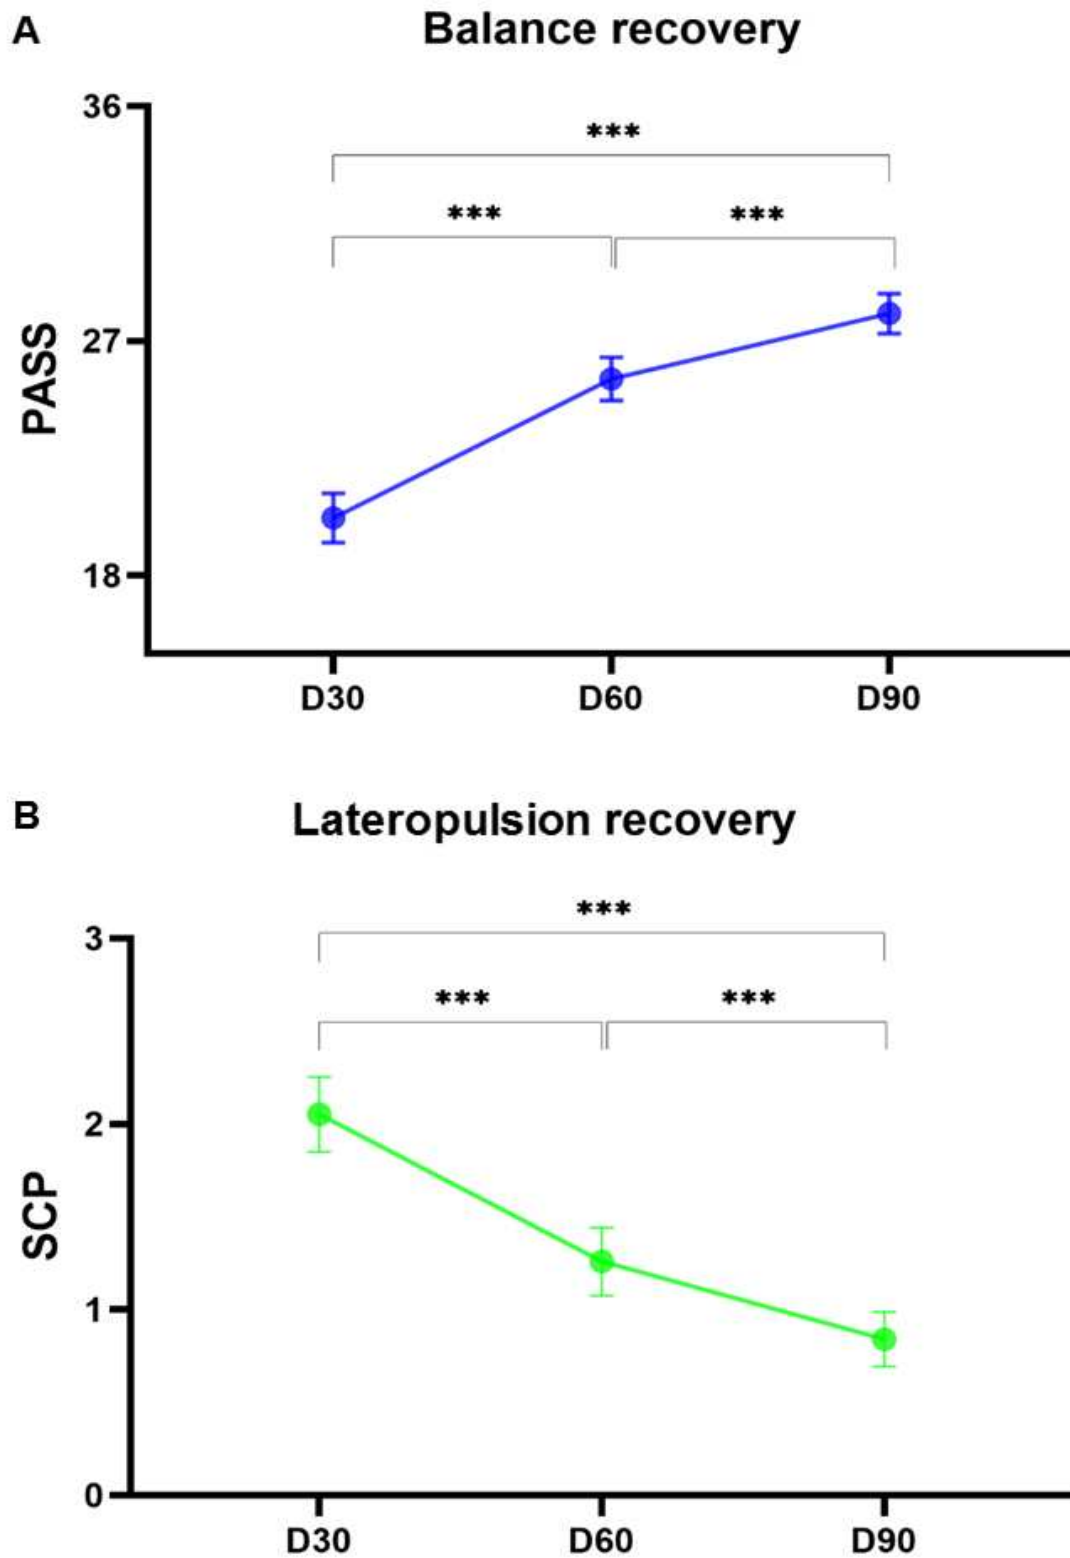 A
Balance recovery
36
***
*** ***
27
PASS
18
D30 D60 D90
B
Lateropulsion recovery
***
3
*** ***
2
SCP
1
0
D30 D60 D90